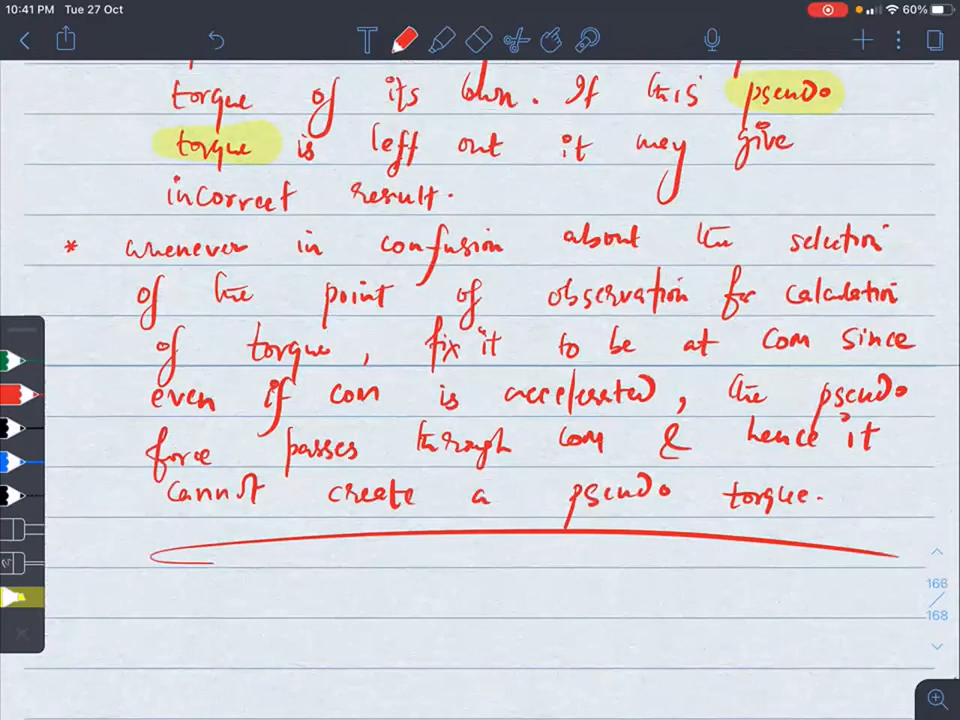 10:41 PM Tue 27 Oct
60%
torque of its own. If this pseudo
torque is left out it may give
incorrect result.
* whenever in confusion about the selection
of the point of observation for calculation
of torque, fix it to be at com since
even if com is accelerated, the pseudo
force passes through com & hence it
cannot create a pseudo torque.
166
168